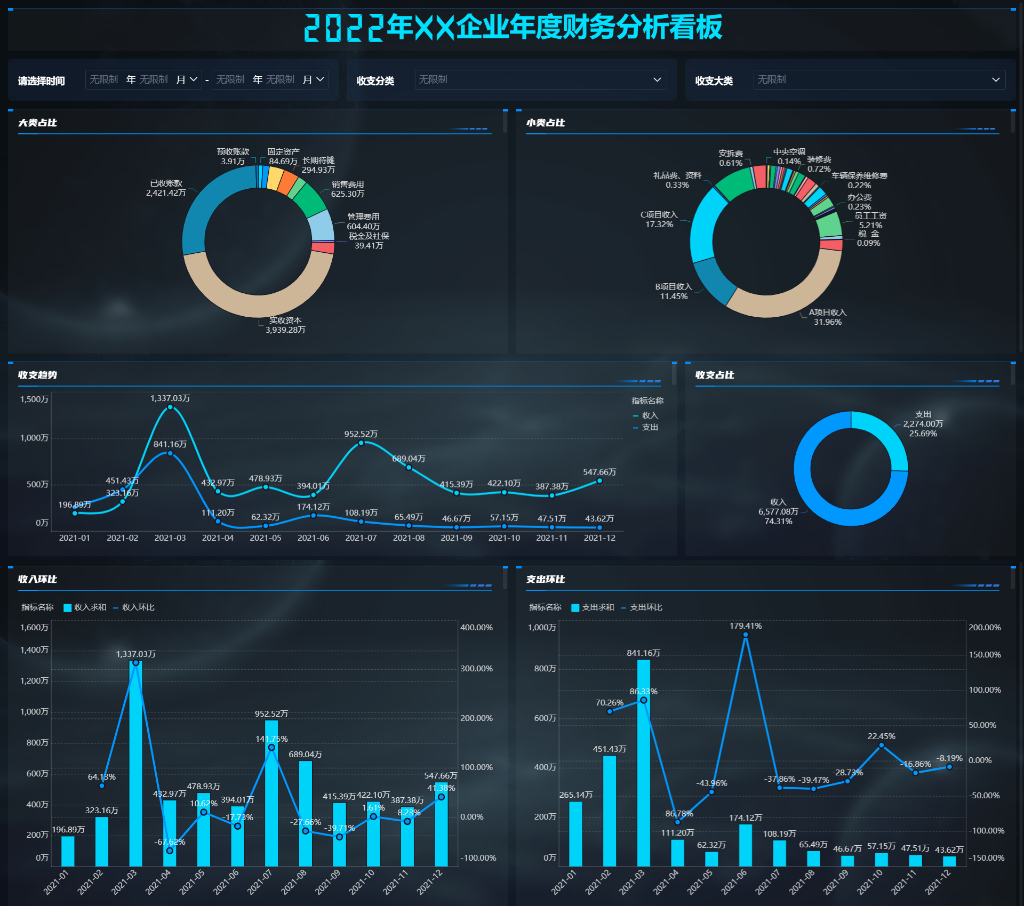 2022年XX企业年度财务分析看板
请选择时间 无限制 年 无限制 月 - 无限制 年 无限制 月 收支分类 无限制 收支大类 无限制
大类占比
预收账款
3.91万
固定资产
84.69万
长期待摊
294.93万
销售费用
625.30万
管理费用
604.40万
税金及社保
39.41万
已收账款
2,421.42万
实收资本
3,939.28万
小类占比
安拆费
0.61%
中央空调
0.14%
装修费
0.72%
车辆保养维修费
0.22%
办公费
0.23%
员工工资
5.21%
税 金
0.09%
礼品费、资料
0.33%
C项目收入
17.32%
B项目收入
11.45%
A项目收入
31.96%
收支趋势
指标名称
收入
支出
1,500万
1,000万
500万
0万
196.89万 323.16万 1,337.03万 432.97万 478.93万 394.01万 952.52万 689.04万 415.39万 422.10万 387.38万 547.66万
451.43万 841.16万 111.20万 62.32万 174.12万 108.19万 65.49万 46.67万 57.15万 47.51万 43.62万
2021-01 2021-02 2021-03 2021-04 2021-05 2021-06 2021-07 2021-08 2021-09 2021-10 2021-11 2021-12
收支占比
支出
2,274.00万
25.69%
收入
6,577.08万
74.31%
收入环比
指标名称 收入求和 收入环比
1,600万
1,400万
1,200万
1,000万
800万
600万
400万
200万
0万
400.00%
300.00%
200.00%
100.00%
0.00%
-100.00%
196.89万 323.16万 1,337.03万 432.97万 478.93万 394.01万 952.52万 689.04万 415.39万 422.10万 387.38万 547.66万
64.13% -67.62% 10.62% -17.73% 141.75% -27.66% -39.71% 1.61% -8.23% 41.38%
2021-01 2021-02 2021-03 2021-04 2021-05 2021-06 2021-07 2021-08 2021-09 2021-10 2021-11 2021-12
支出环比
指标名称 支出求和 支出环比
1,000万
800万
600万
400万
200万
0万
200.00%
150.00%
100.00%
50.00%
0.00%
-50.00%
-100.00%
-150.00%
265.14万 451.43万 841.16万 111.20万 62.32万 174.12万 108.19万 65.49万 46.67万 57.15万 47.51万 43.62万
70.26% 86.33% 86.78% -43.96% 179.41% -37.86% -39.47% 28.73% 22.45% -16.86% -8.19%
2021-01 2021-02 2021-03 2021-04 2021-05 2021-06 2021-07 2021-08 2021-09 2021-10 2021-11 2021-12